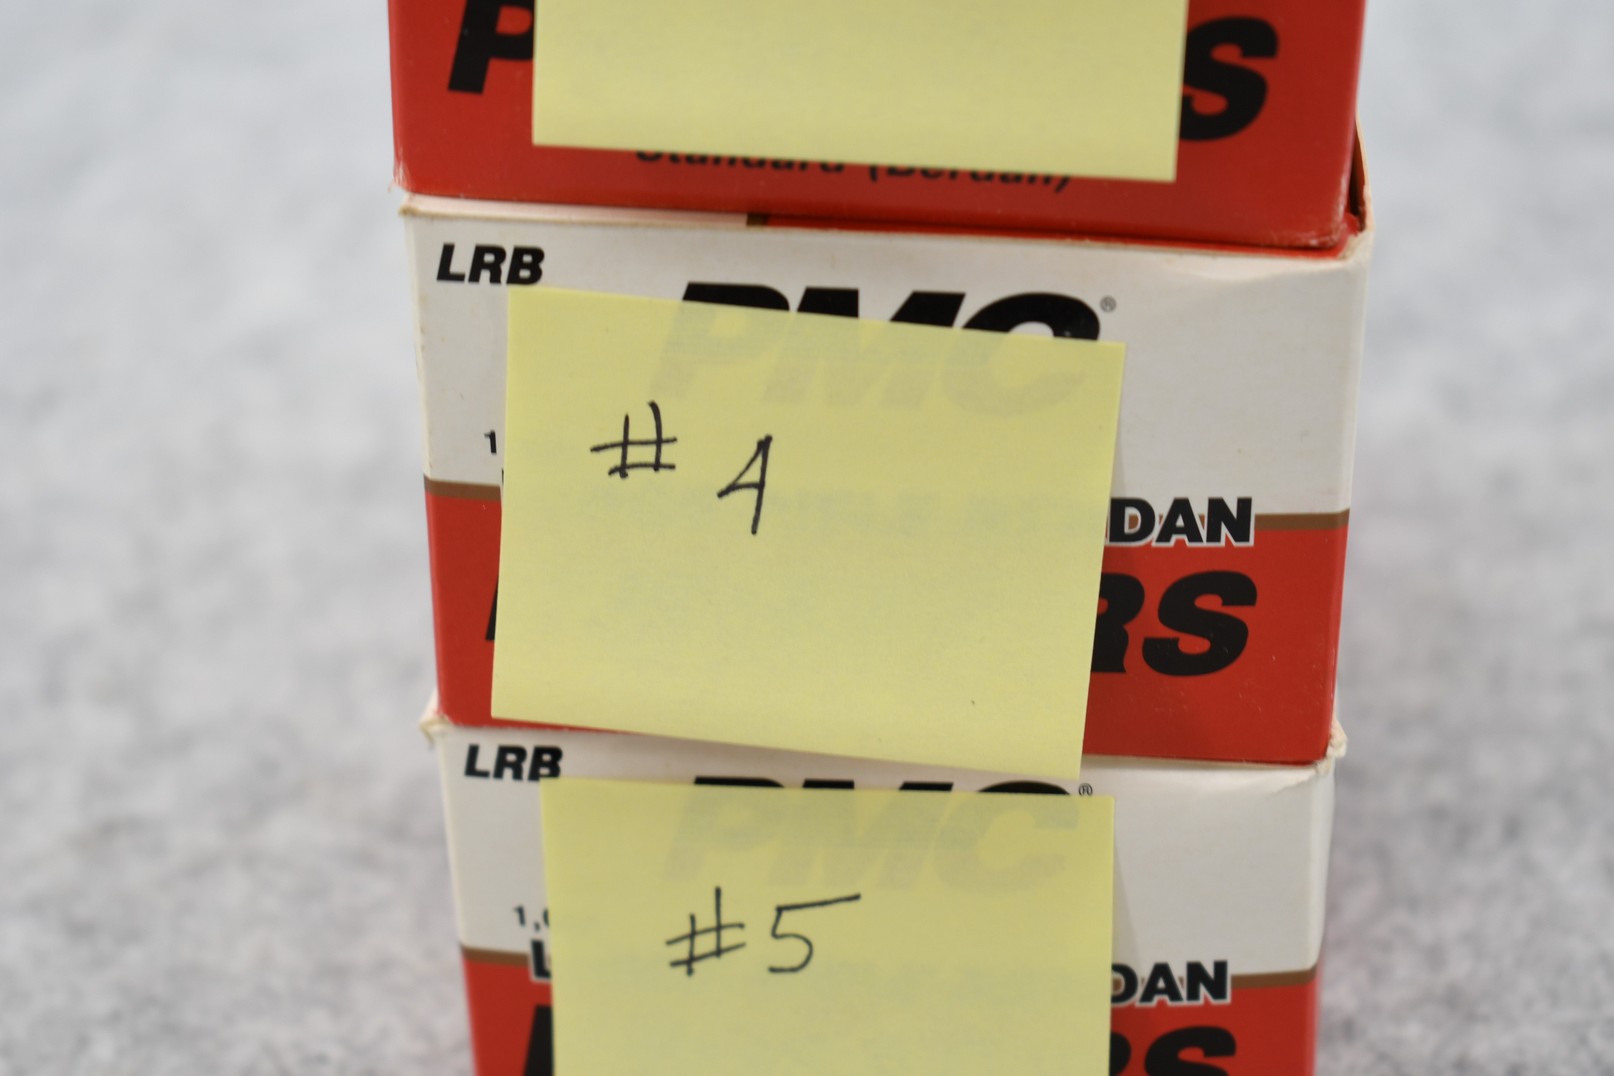 Standard (Berdan)
LRB
PMC®
#4
DAN
RS
LRB
PMC®
#5
DAN